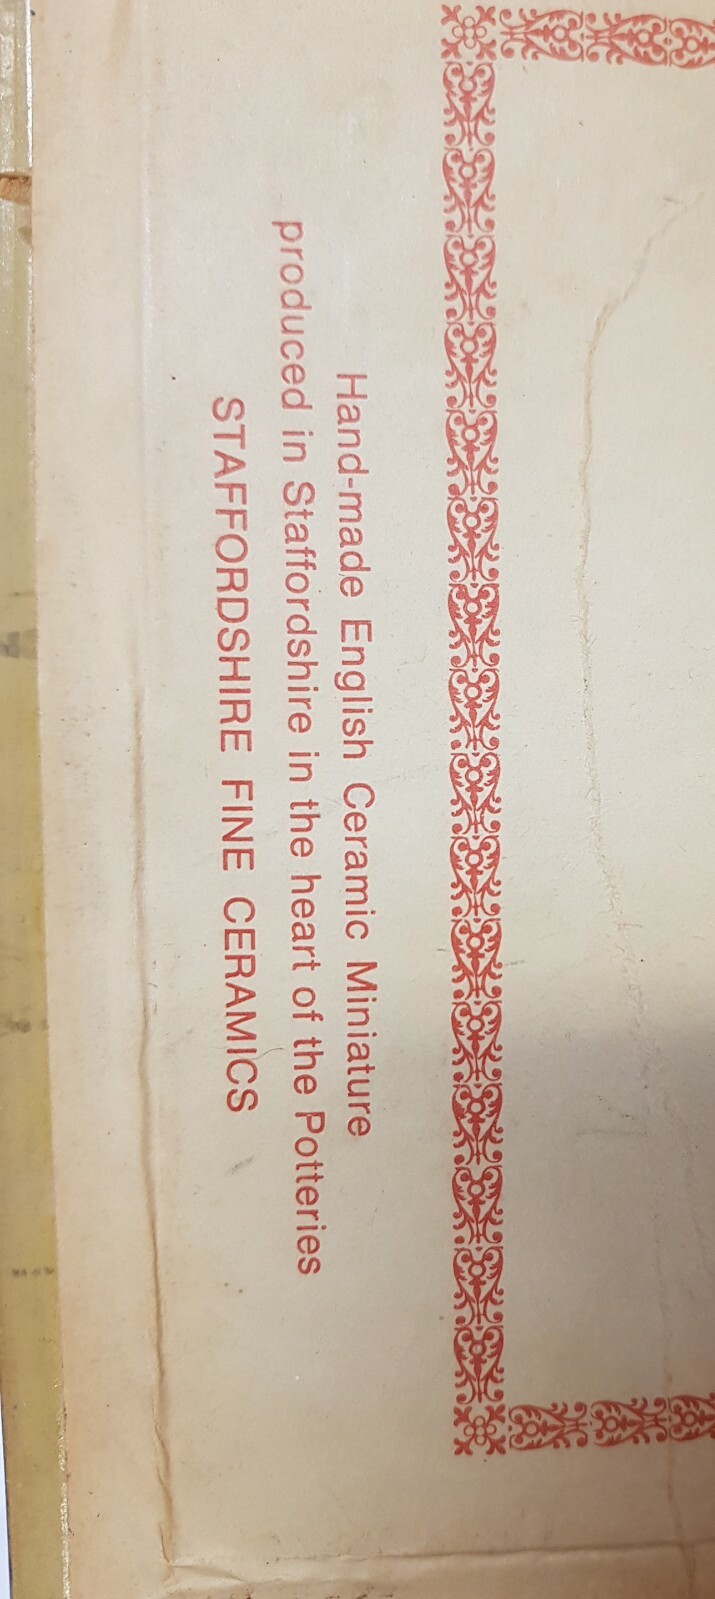 Hand-made English Ceramic Miniature
produced in Staffordshire in the heart of the Potteries
STAFFORDSHIRE FINE CERAMICS